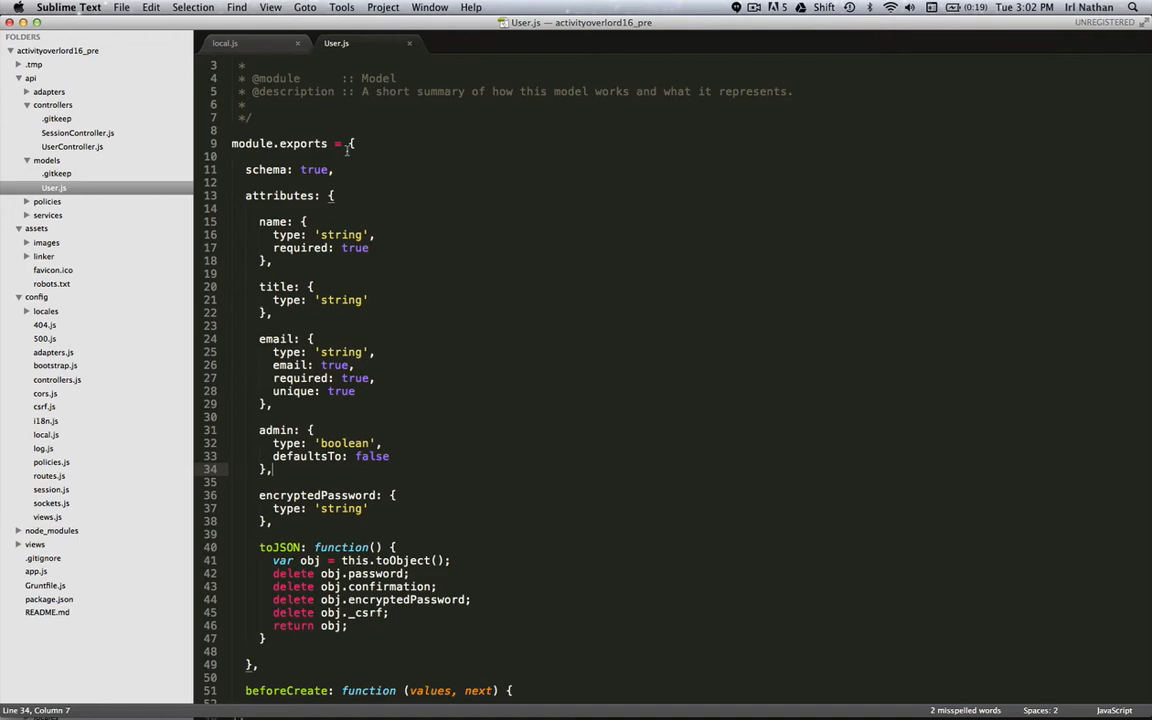 Sublime Text File Edit Selection Find View Goto Tools Project Window Help 5 Shift (0:19) Tue 3:02 PM Irl Nathan
User.js — activityoverlord16_pre UNREGISTERED
FOLDERS
activityoverlord16_pre
.tmp
api
adapters
controllers
.gitkeep
SessionController.js
UserController.js
models
.gitkeep
User.js
policies
services
assets
images
linker
favicon.ico
robots.txt
config
locales
404.js
500.js
adapters.js
bootstrap.js
controllers.js
cors.js
csrf.js
i18n.js
local.js
log.js
policies.js
routes.js
session.js
sockets.js
views.js
node_modules
views
.gitignore
app.js
Gruntfile.js
package.json
README.md
local.js × User.js ×
3 *
4 * @module :: Model
5 * @description :: A short summary of how this model works and what it represents.
6 *
7 */
8
9 module.exports = {
10
11 schema: true,
12
13 attributes: {
14
15 name: {
16 type: 'string',
17 required: true
18 },
19
20 title: {
21 type: 'string'
22 },
23
24 email: {
25 type: 'string',
26 email: true,
27 required: true,
28 unique: true
29 },
30
31 admin: {
32 type: 'boolean',
33 defaultsTo: false
34 },
35
36 encryptedPassword: {
37 type: 'string'
38 },
39
40 toJSON: function() {
41 var obj = this.toObject();
42 delete obj.password;
43 delete obj.confirmation;
44 delete obj.encryptedPassword;
45 delete obj._csrf;
46 return obj;
47 }
48
49 },
50
51 beforeCreate: function (values, next) {
Line 34, Column 7 2 misspelled words Spaces: 2 JavaScript